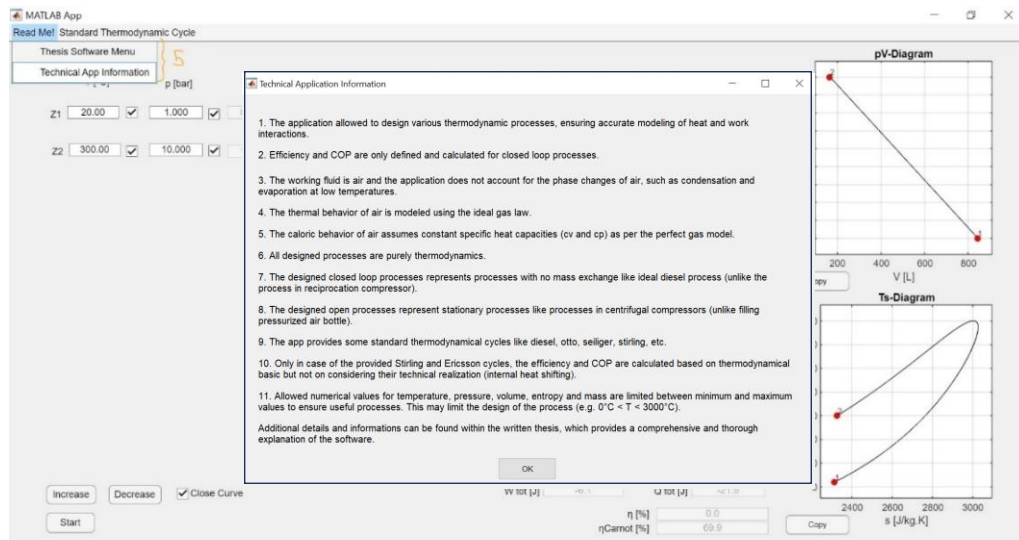 MATLAB App
Read Me! Standard Thermodynamic Cycle
Thesis Software Menu
5
Technical App Information
p [bar]
Z1 20.00 1.000
Z2 300.00 10.000
Technical Application Information
1. The application allowed to design various thermodynamic processes, ensuring accurate modeling of heat and work
interactions.
2. Efficiency and COP are only defined and calculated for closed loop processes.
3. The working fluid is air and the application does not account for the phase changes of air, such as condensation and
evaporation at low temperatures.
4. The thermal behavior of air is modeled using the ideal gas law.
5. The caloric behavior of air assumes constant specific heat capacities (cv and cp) as per the perfect gas model.
6. All designed processes are purely thermodynamics.
7. The designed closed loop processes represents processes with no mass exchange like ideal diesel process (unlike the
process in reciprocation compressor).
8. The designed open processes represent stationary processes like processes in centrifugal compressors (unlike filling
pressurized air bottle).
9. The app provides some standard thermodynamical cycles like diesel, otto, seiliger, stirling, etc.
10. Only in case of the provided Stirling and Ericsson cycles, the efficiency and COP are calculated based on thermodynamical
basic but not on considering their technical realization (internal heat shifting).
11. Allowed numerical values for temperature, pressure, volume, entropy and mass are limited between minimum and maximum
values to ensure useful processes. This may limit the design of the process (e.g. 0°C < T < 3000°C).
Additional details and informations can be found within the written thesis, which provides a comprehensive and thorough
explanation of the software.
OK
pV-Diagram
2
1
200 400 600 800
V [L]
Ts-Diagram
2
1
2400 2600 2800 3000
s [J/kg.K]
Increase Decrease Close Curve
Start
W tot [J] Q tot [J]
η [%] 0.0
ηCarnot [%] 69.9
Copy